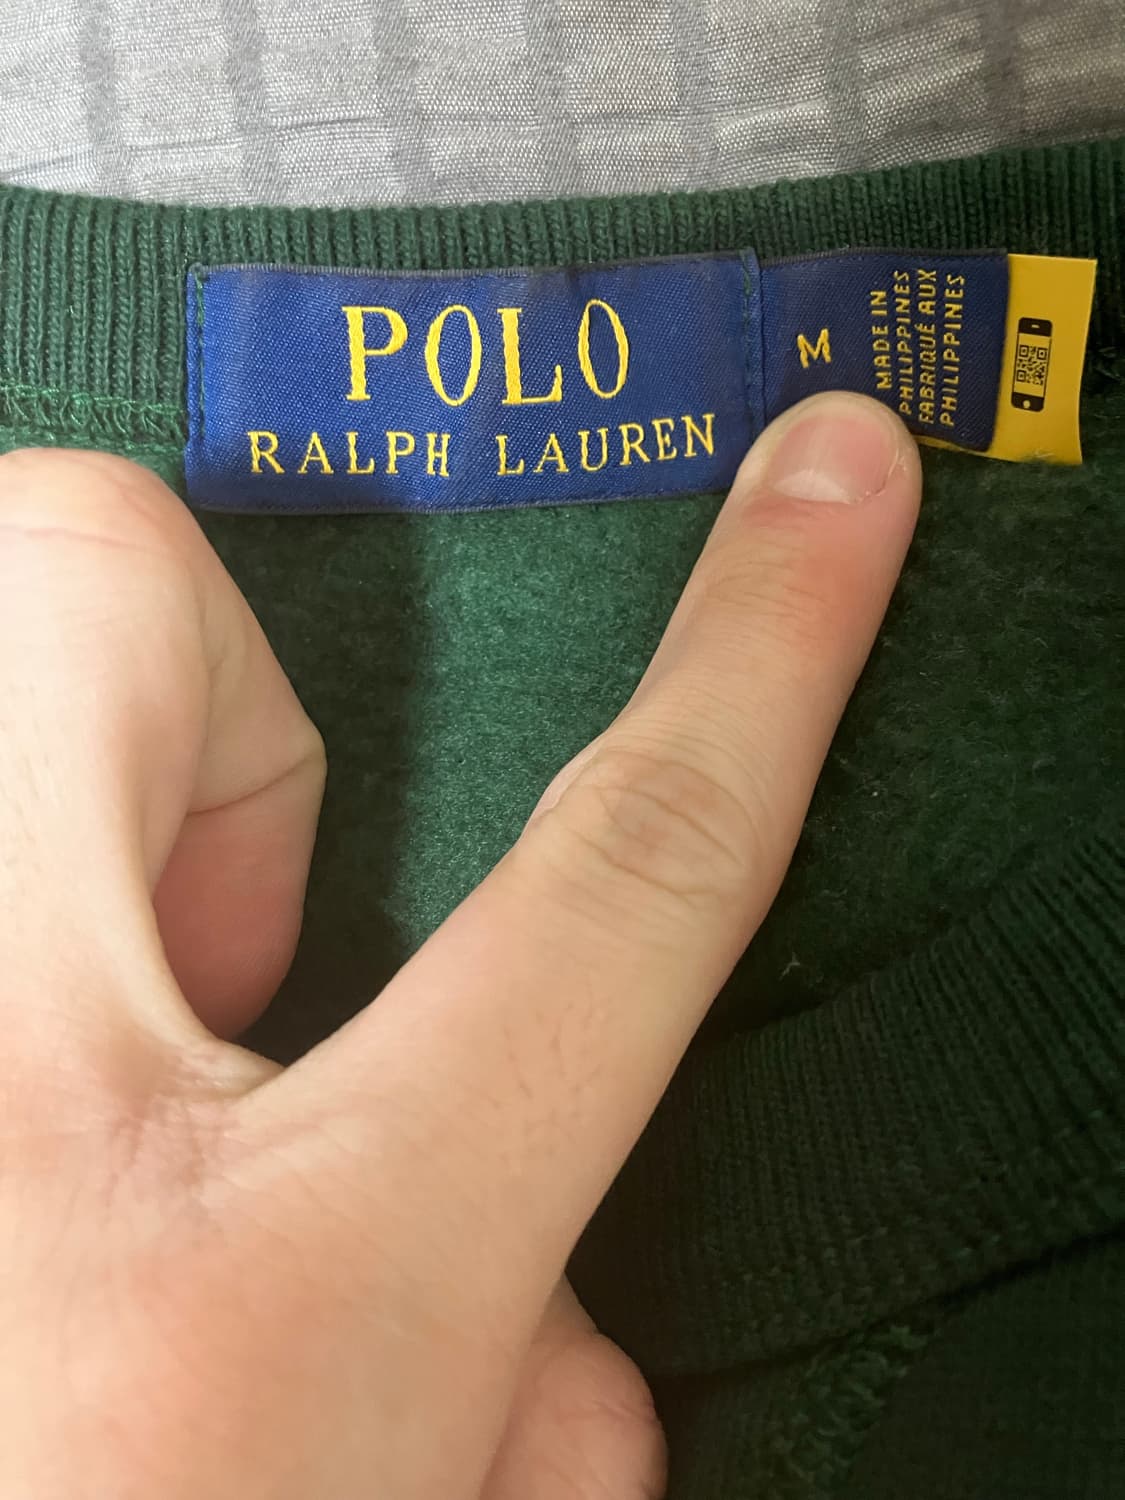 POLO
RALPH LAUREN
M
MADE IN
PHILIPPINES
FABRIQUÉ AUX
PHILIPPINES